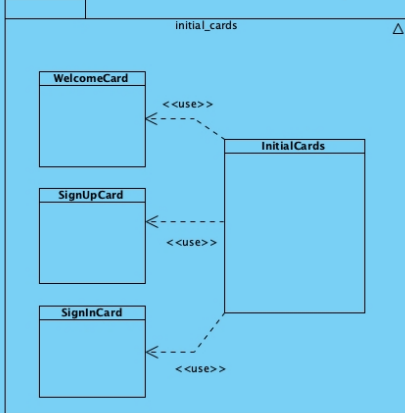 initial_cards
WelcomeCard
<<use>>
InitialCards
SignUpCard
<<use>>
SignInCard
<<use>>